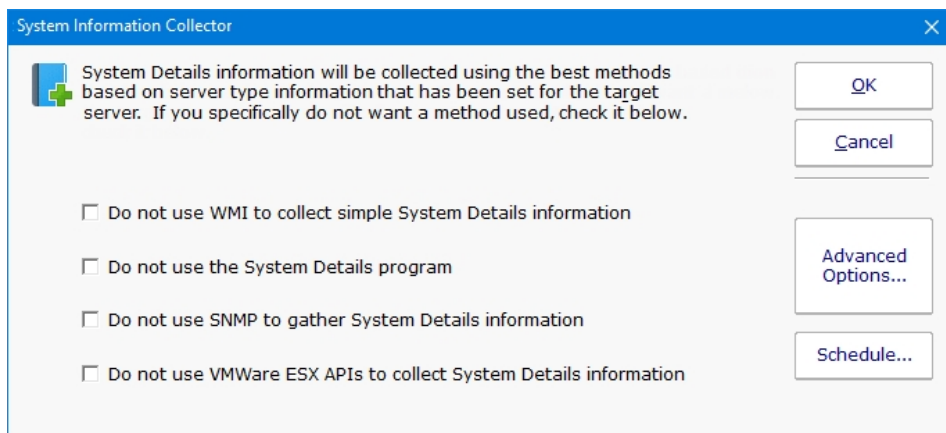 System Information Collector
System Details information will be collected using the best methods
based on server type information that has been set for the target
server. If you specifically do not want a method used, check it below.
OK
Cancel
Do not use WMI to collect simple System Details information
Do not use the System Details program
Do not use SNMP to gather System Details information
Do not use VMWare ESX APIs to collect System Details information
Advanced
Options...
Schedule...